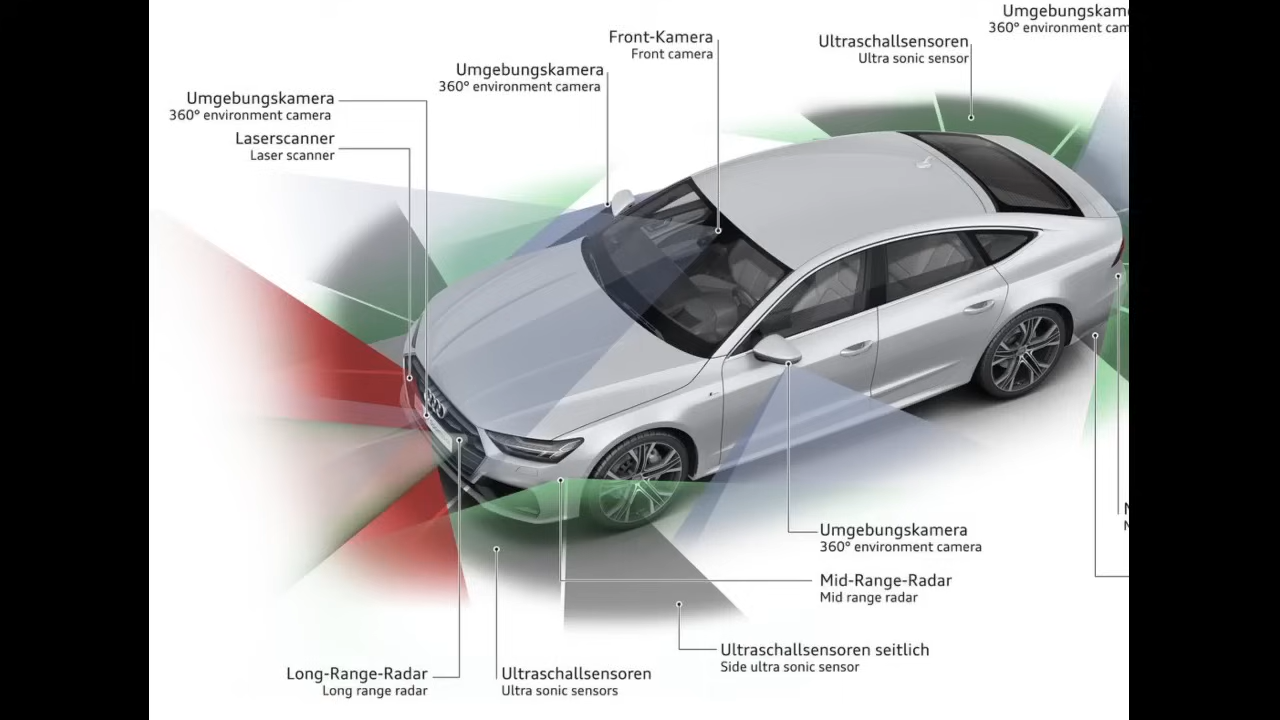 Umgebungskam
360° environment cam
Front-Kamera
Front camera
Ultraschallsensoren
Ultra sonic sensor
Umgebungskamera
360° environment camera
Umgebungskamera
360° environment camera
Laserscanner
Laser scanner
Umgebungskamera
360° environment camera
Mid-Range-Radar
Mid range radar
Ultraschallsensoren seitlich
Side ultra sonic sensor
Long-Range-Radar
Long range radar
Ultraschallsensoren
Ultra sonic sensors